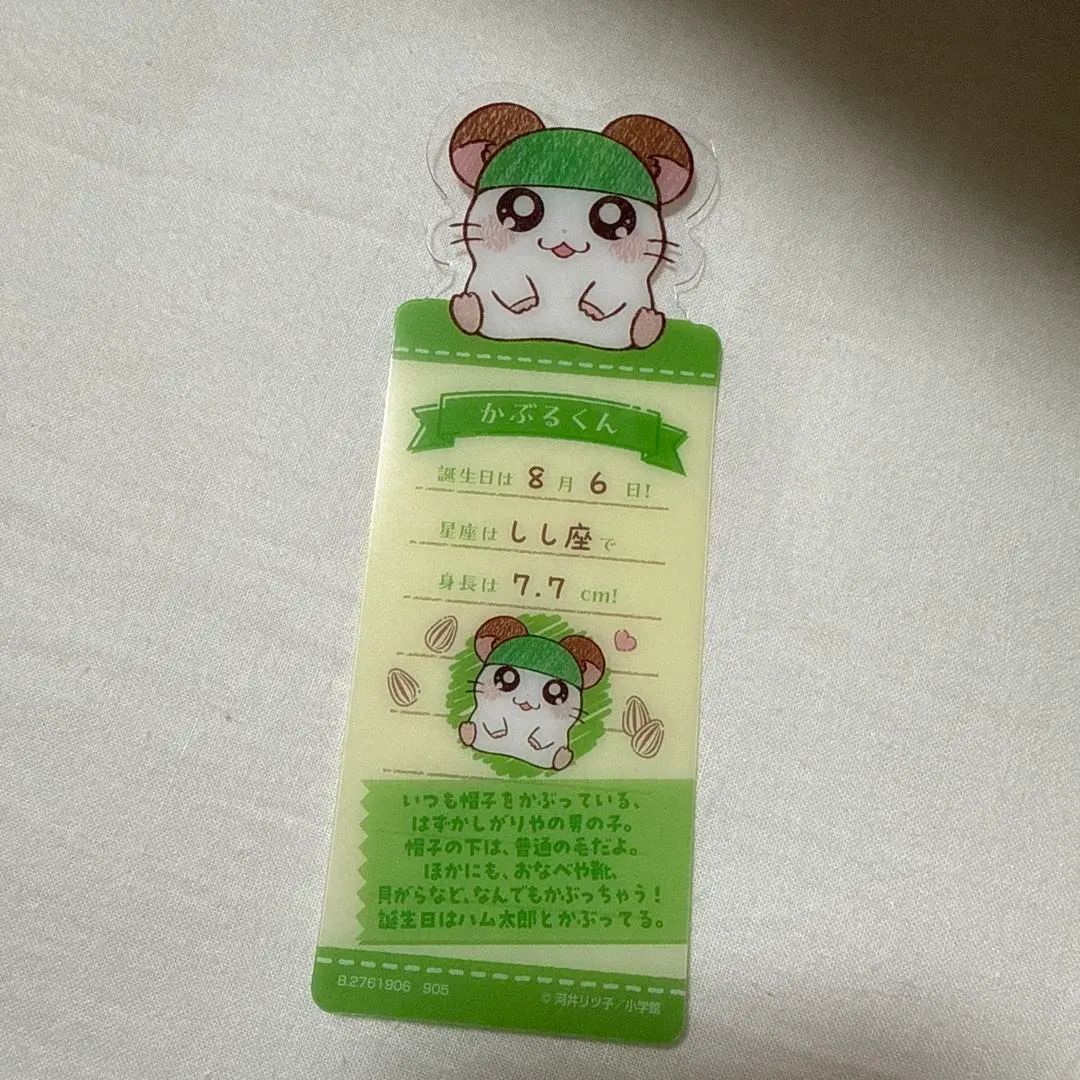 かぶるくん
誕生日は 8月6日!
星座は しし座で
身長は 7.7 cm!
いつも帽子をかぶっている、
はずかしがりやの男の子。
帽子の下は、普通の毛だよ。
ほかにも、おなべや靴、
貝がらなど、なんでもかぶっちゃう!
誕生日はハム太郎とかぶってる。
B.2761906 905
© 河井リツ子/小学館